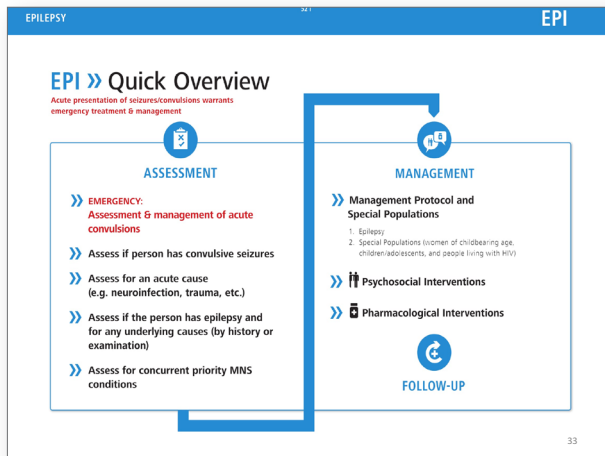 EPILEPSY
EPI
EPI » Quick Overview
Acute presentation of seizures/convulsions warrants
emergency treatment & management
ASSESSMENT
» EMERGENCY:
Assessment & management of acute
convulsions
» Assess if person has convulsive seizures
» Assess for an acute cause
(e.g. neuroinfection, trauma, etc.)
» Assess if the person has epilepsy and
for any underlying causes (by history or
examination)
» Assess for concurrent priority MNS
conditions
MANAGEMENT
» Management Protocol and
Special Populations
1. Epilepsy
2. Special Populations (women of childbearing age,
children/adolescents, and people living with HIV)
» Psychosocial Interventions
» Pharmacological Interventions
FOLLOW-UP
33